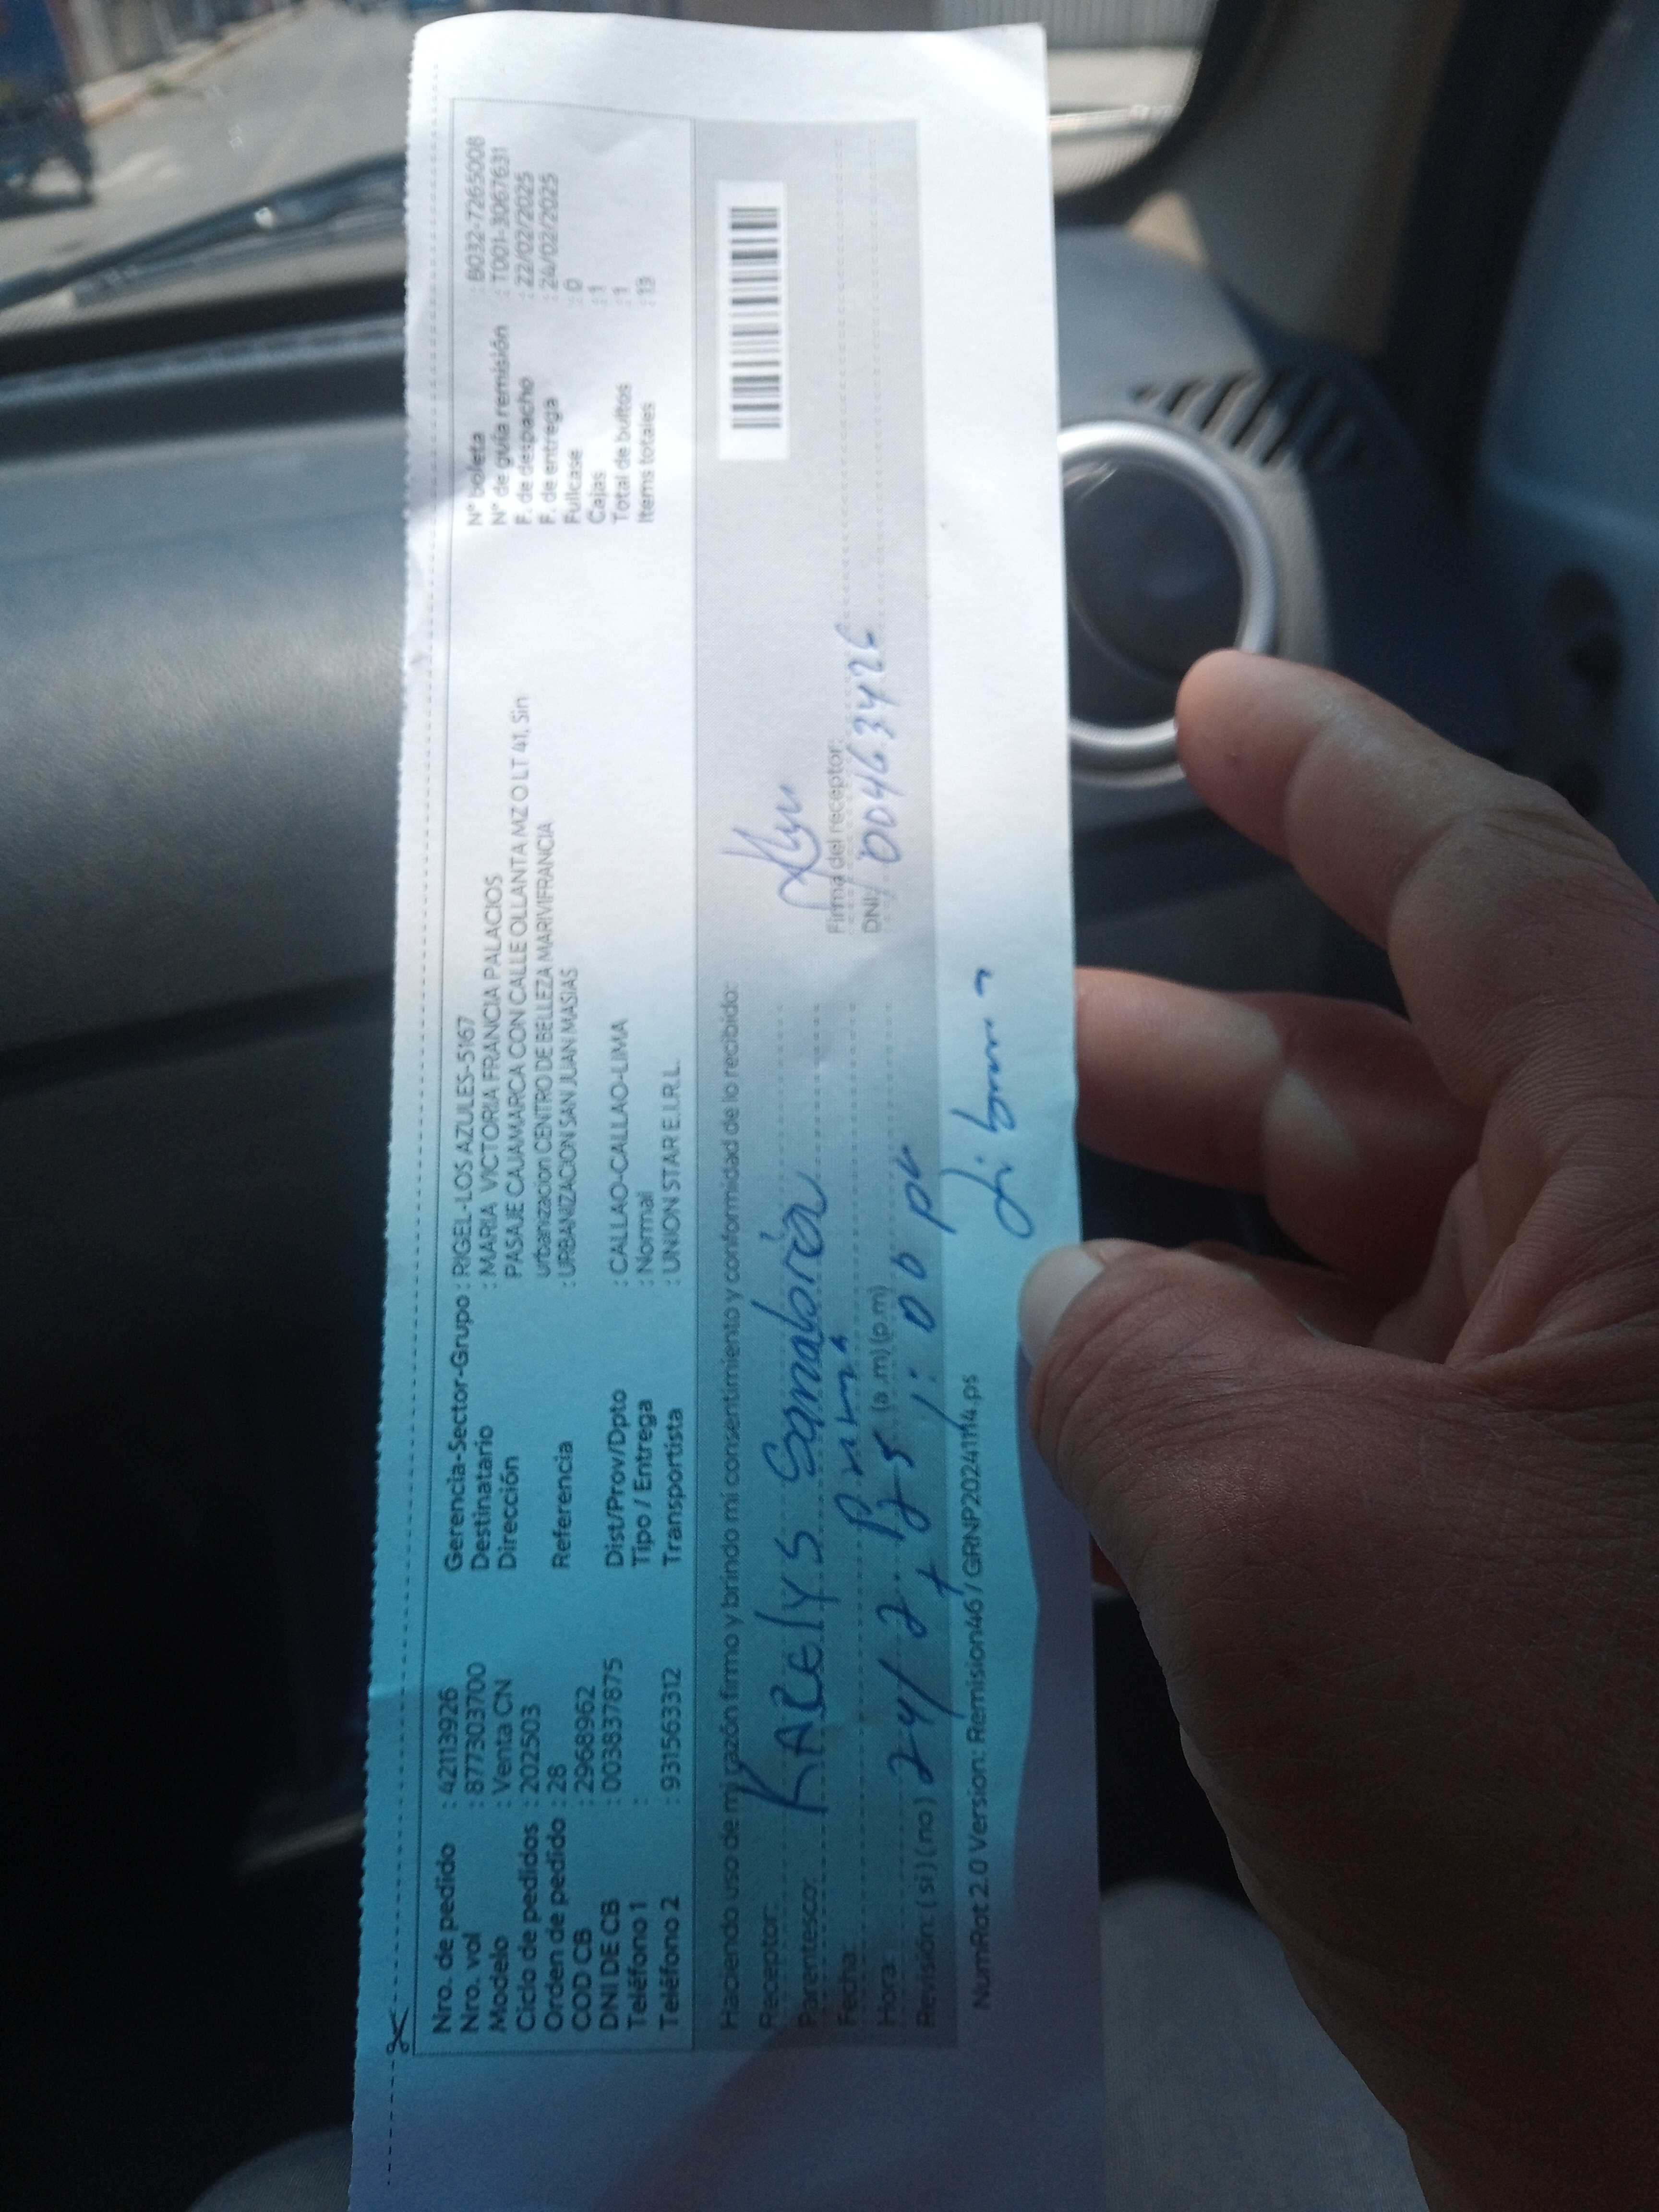 Nro. de pedido : 42113926
Nro. vol : 877303700
Modelo : Venta CN
Ciclo de pedidos : 202503
Orden de pedido : 28
COD CB : 2968962
DNI DE CB : 003837875
Teléfono 1 :
Teléfono 2 : 931563312
Gerencia-Sector-Grupo : RIGEL-LOS AZULES-5167
Destinatario : MARIA VICTORIA FRANCIA PALACIOS
Dirección PASAJE CAJAMARCA CON CALLE OLLANTA MZ O LT 41, Sin
urbanizacion CENTRO DE BELLEZA MARIVIFRANCIA
Referencia : URBANIZACION SAN JUAN MASIAS
Dist/Prov/Dpto : CALLAO-CALLAO-LIMA
Tipo / Entrega : Normal
Transportista : UNION STAR E.I.R.L.
N° boleta : B032-7265008
N° de guía remisión : T001-3067631
F. de despacho : 22/02/2025
F. de entrega : 24/02/2025
Fullcase : 0
Cajas : 1
Total de bultos : 1
Items totales : 13
Haciendo uso de mi razón firmo y brindo mi consentimiento y conformidad de lo recibido:
Receptor: KARELYS Sanabria
Parentesco:
Fecha: 24/2
Hora: (a .m) (p.m)
Revisión: ( si ) ( no )
Firma del receptor:
DNI: 004663426
NumRot 2.0 Version: Remision46 / GRNP20241114.ps